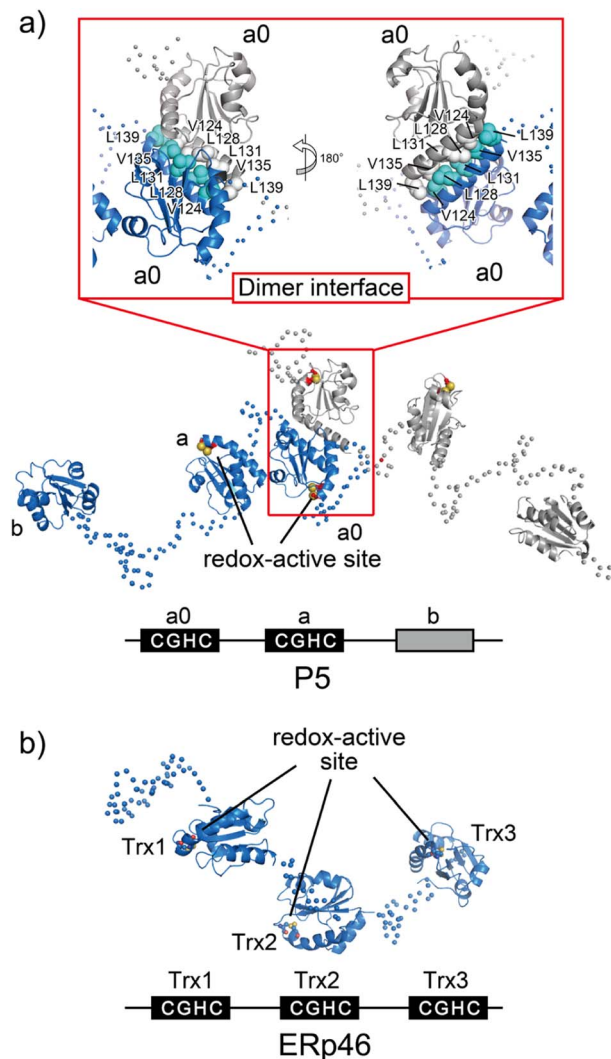 a)
a0
a0
V124
L128
L139
L131
V135
V135
L131
L139
L128
V124
180°
V124
L128
L139
L131
V135
V135
L131
L139
L128
V124
a0
a0
Dimer interface
a
b
a0
redox-active site
a0
a
b
CGHC
CGHC
P5
b)
redox-active
site
Trx1
Trx3
Trx2
Trx1
Trx2
Trx3
CGHC
CGHC
CGHC
ERp46